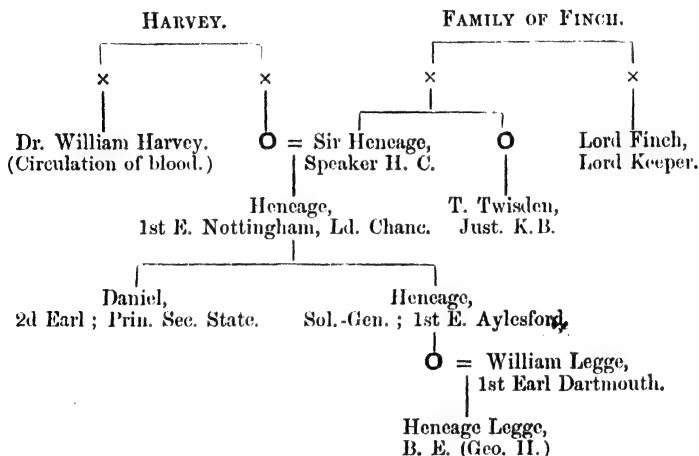 HARVEY.
FAMILY OF FINCH.
× × × ×
Dr. William Harvey.
(Circulation of blood.)
O = Sir Heneage,
Speaker H. C.
O
Lord Finch,
Lord Keeper.
Heneage,
1st E. Nottingham, Ld. Chanc.
T. Twisden,
Just. K. B.
Daniel,
2d Earl ; Prin. Sec. State.
Heneage,
Sol.-Gen. ; 1st E. Aylesford,
O = William Legge,
1st Earl Dartmouth.
Heneage Legge,
B. E. (Geo. II.)